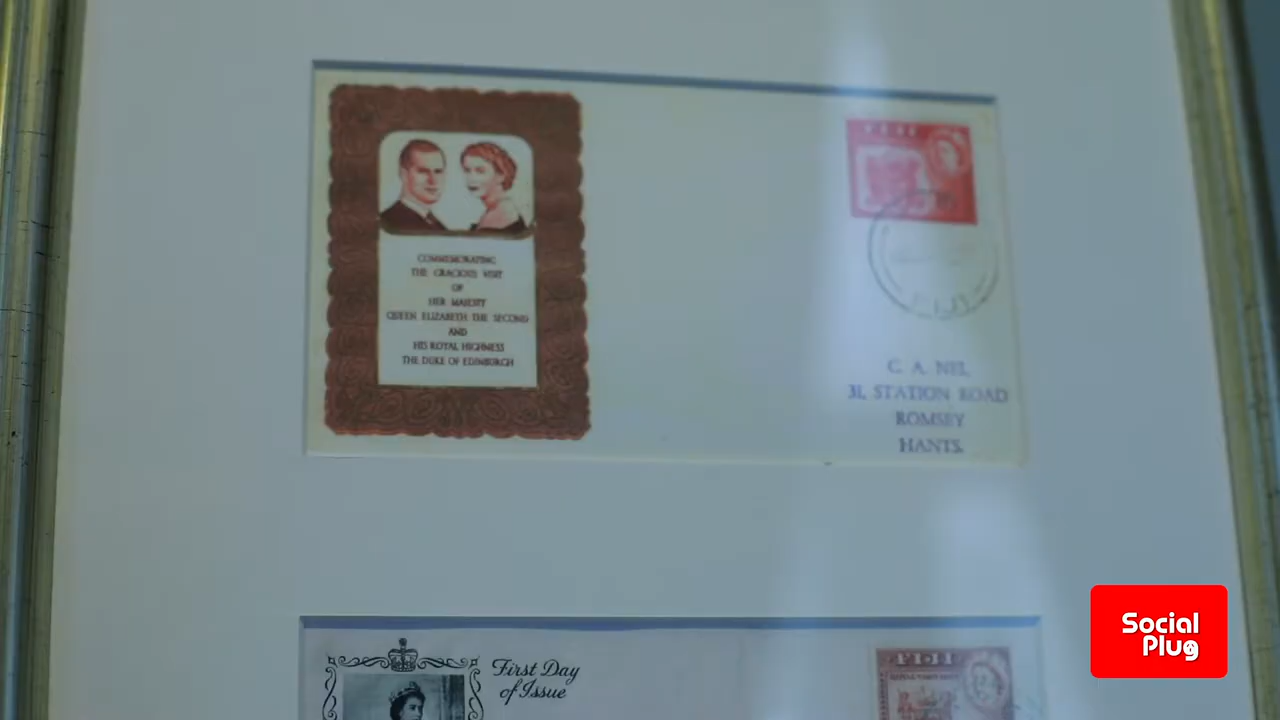 COMMEMORATING
THE GRACIOUS VISIT
OF
HER MAJESTY
QUEEN ELIZABETH THE SECOND
AND
HIS ROYAL HIGHNESS
THE DUKE OF EDINBURGH
FIJI
FIJI
C. A. NEL,
31, STATION ROAD
ROMSEY
HANTS.
First Day
of Issue
FIJI
Social
Plug